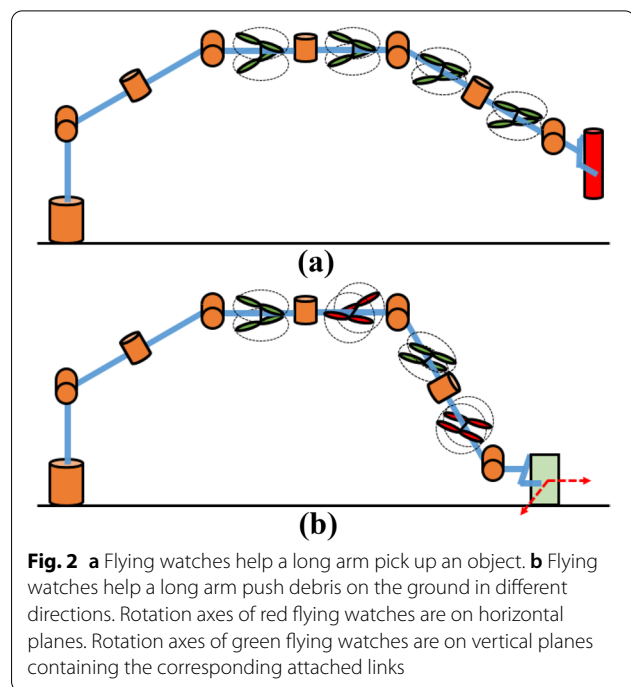 (a)
(b)
Fig. 2 a Flying watches help a long arm pick up an object. b Flying
watches help a long arm push debris on the ground in different
directions. Rotation axes of red flying watches are on horizontal
planes. Rotation axes of green flying watches are on vertical planes
containing the corresponding attached links